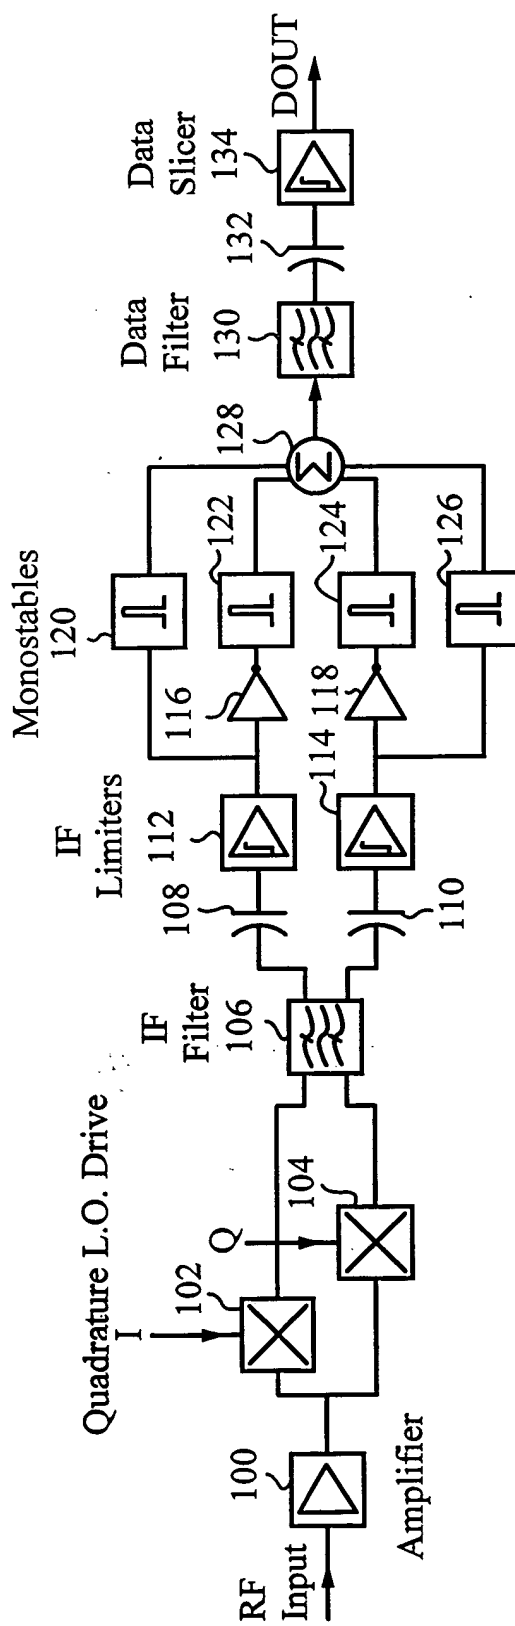 RF
Input
100
Amplifier
Quadrature L.O. Drive
I
102
Q
104
IF
Filter
106
108
110
IF
Limiters
112
114
116
118
Monostables
120
122
124
126
Σ
128
Data
Filter
130
132
Data
Slicer
134
DOUT